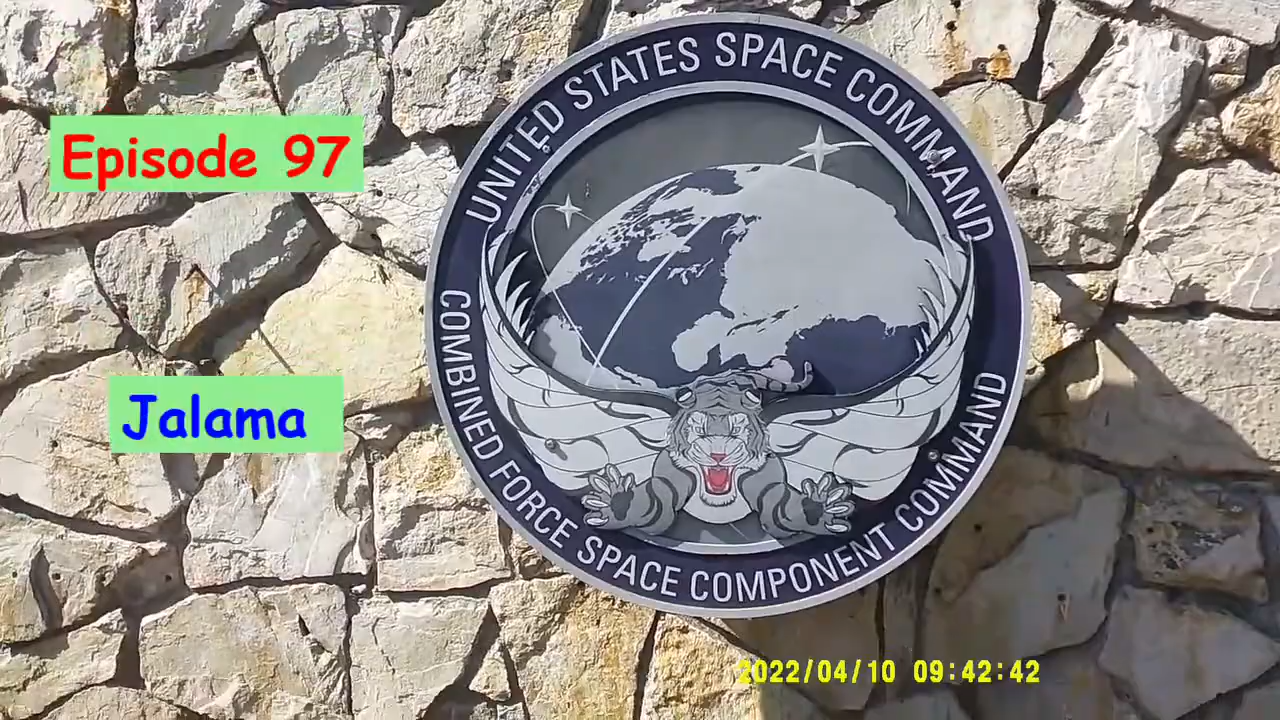 Episode 97
Jalama
UNITED STATES SPACE COMMAND
COMBINED FORCE SPACE COMPONENT COMMAND
2022/04/10 09:42:42